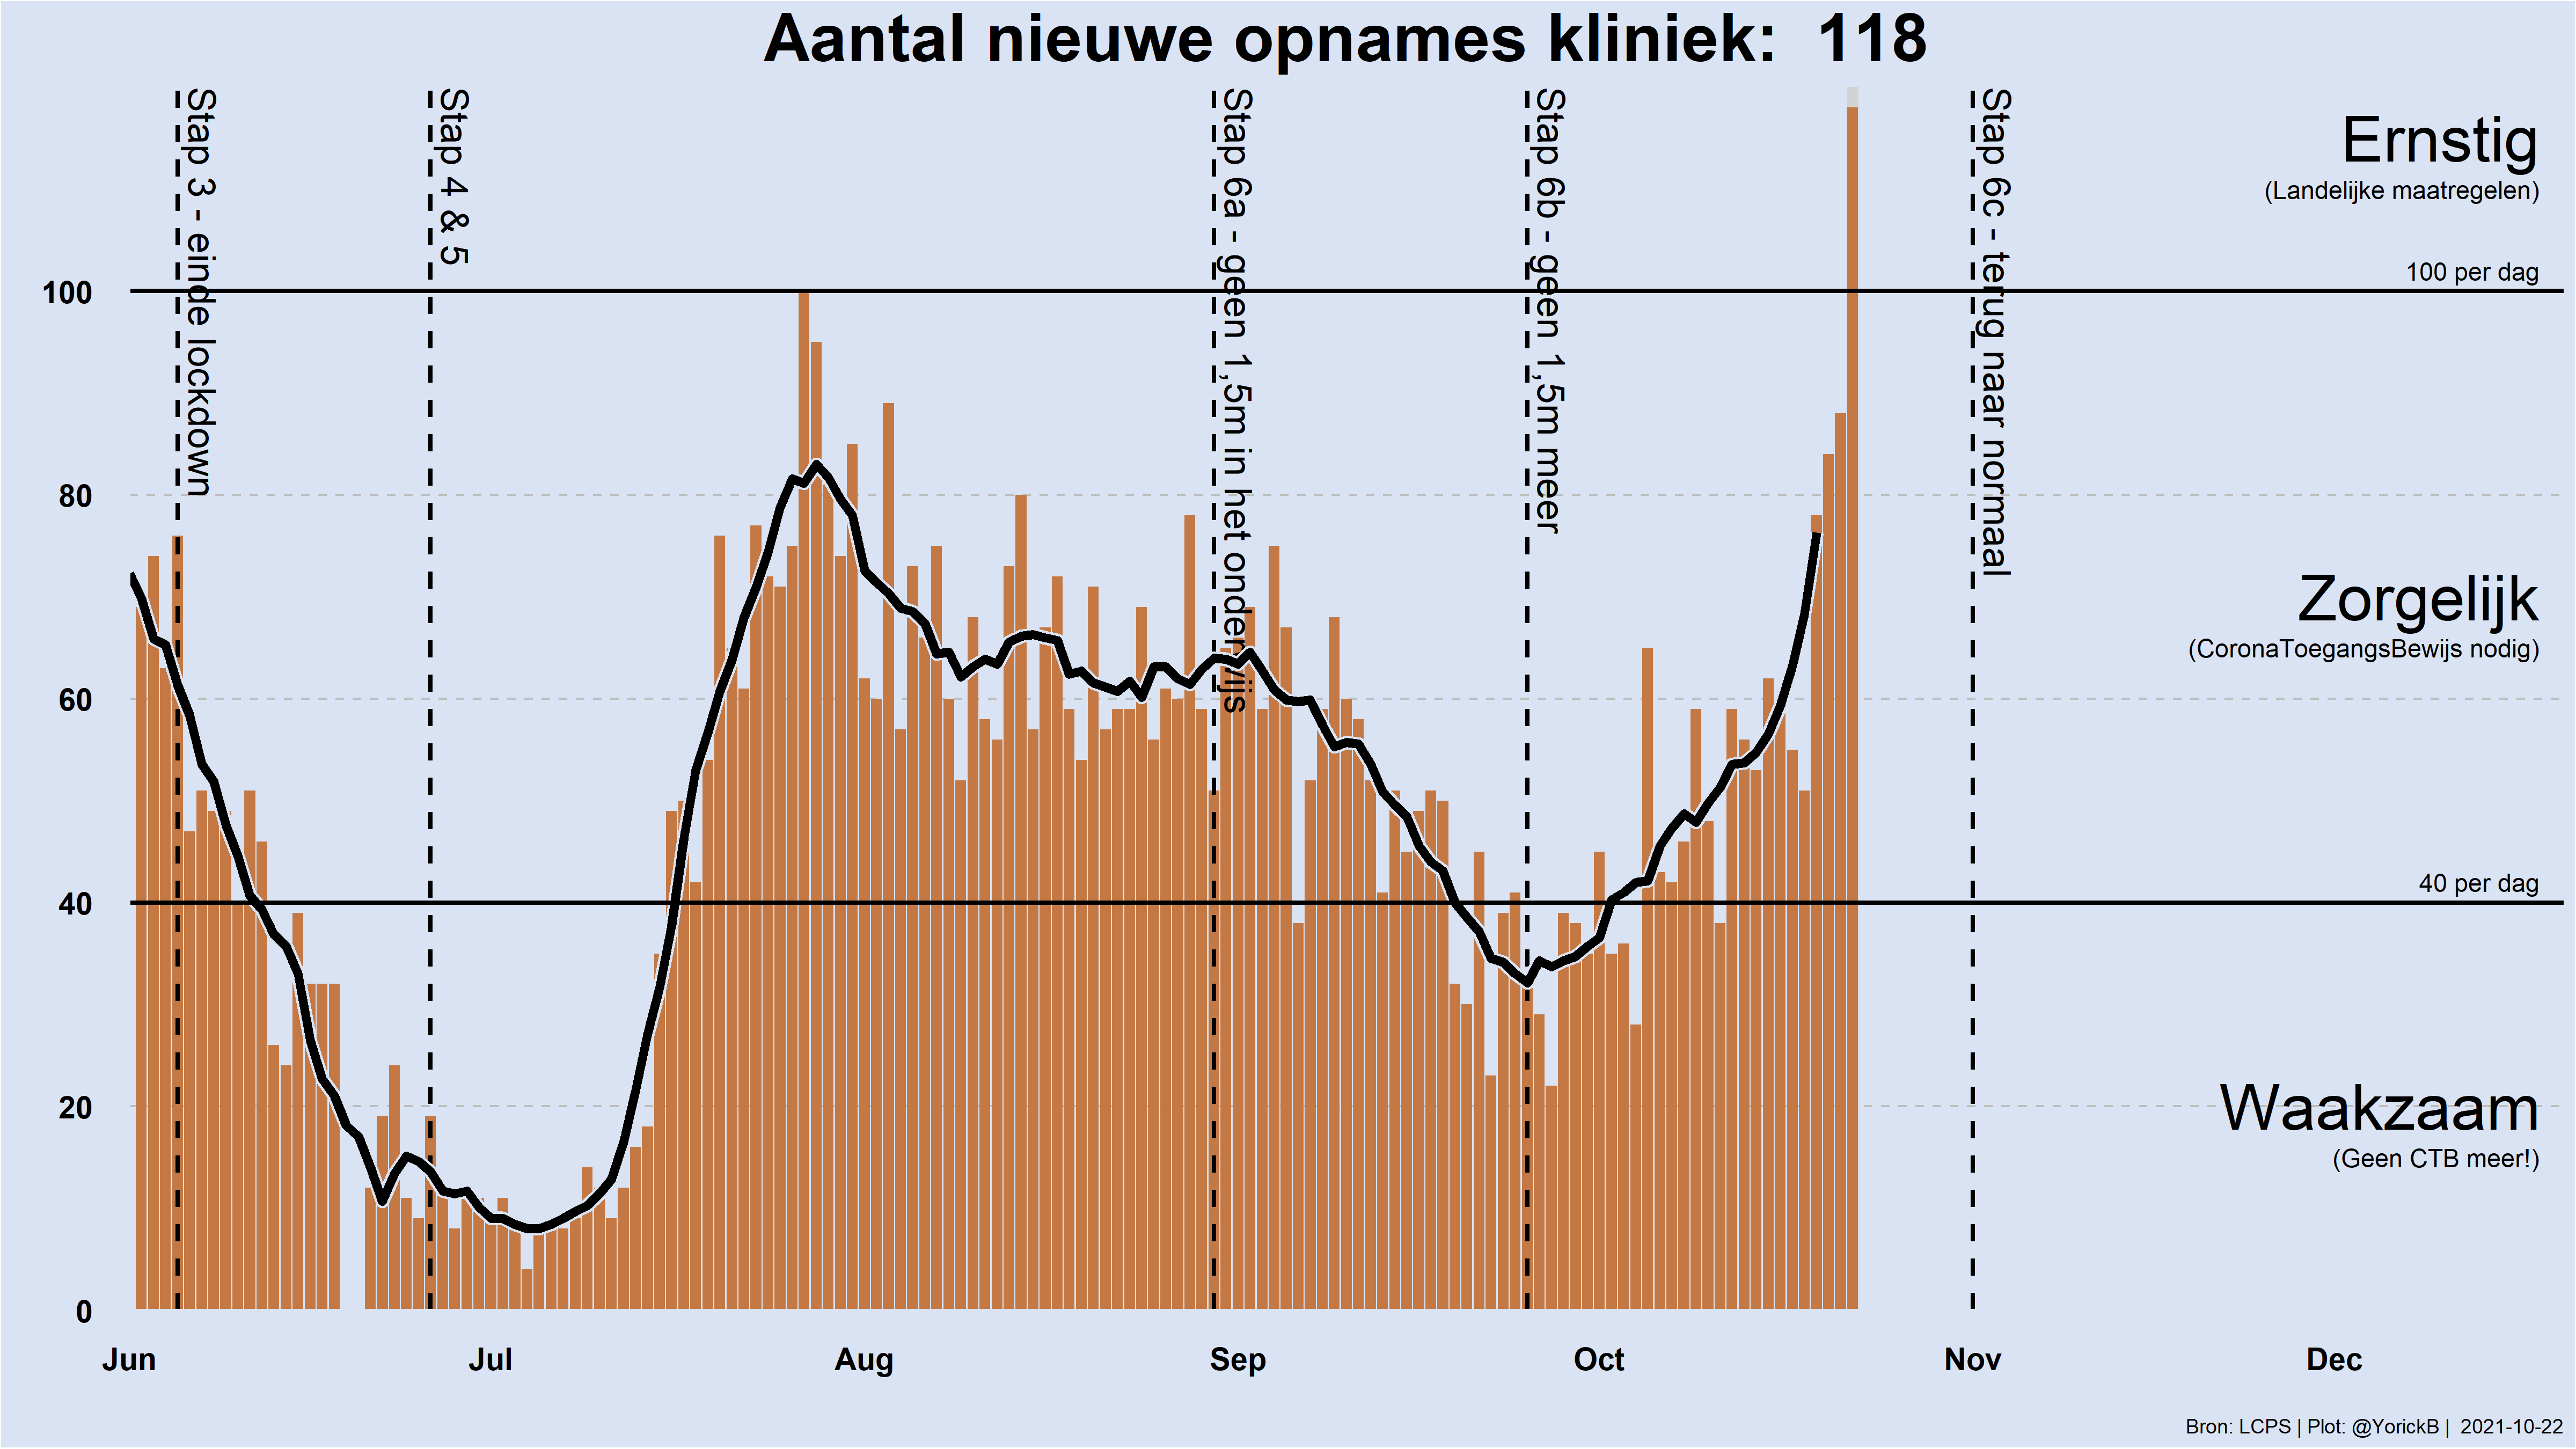 Aantal nieuwe opnames kliniek:  118
Stap 3 - einde lockdown
Stap 4 & 5
Stap 6a - geen 1,5m in het onderwijs
Stap 6b - geen 1,5m meer
Stap 6c - terug naar normaal
Ernstig
(Landelijke maatregelen)
100 per dag
100
80
Zorgelijk
(CoronaToegangsBewijs nodig)
60
40 per dag
40
20
Waakzaam
(Geen CTB meer!)
0
Jun Jul Aug Sep Oct Nov Dec
Bron: LCPS | Plot: @YorickB |  2021-10-22